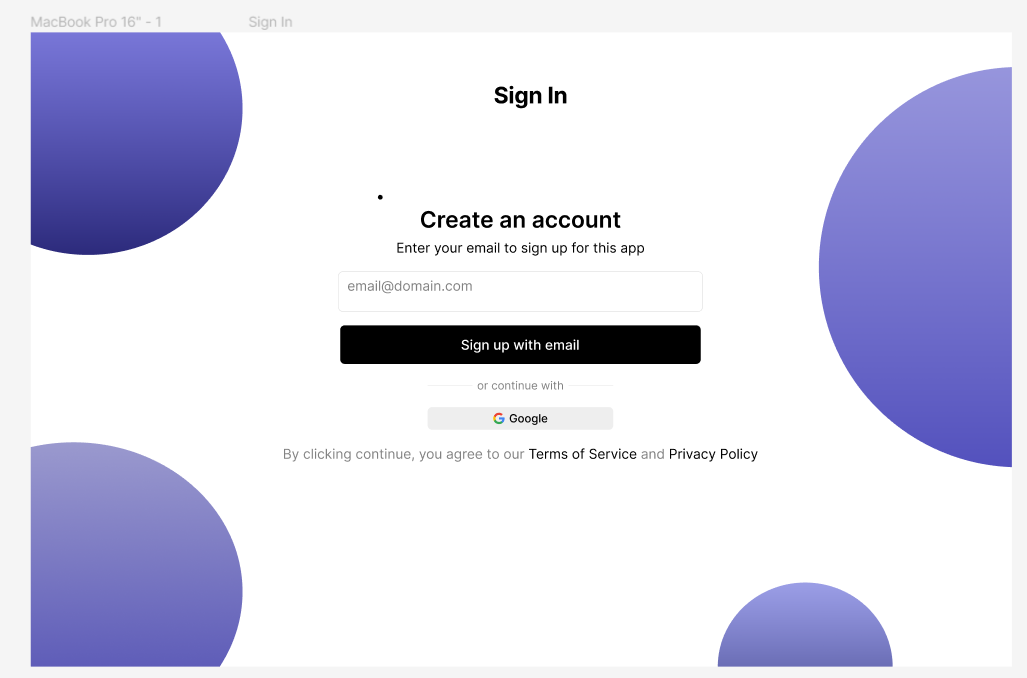 MacBook Pro 16" - 1 Sign In
Sign In
Create an account
Enter your email to sign up for this app
email@domain.com
Sign up with email
or continue with
Google
By clicking continue, you agree to our Terms of Service and Privacy Policy